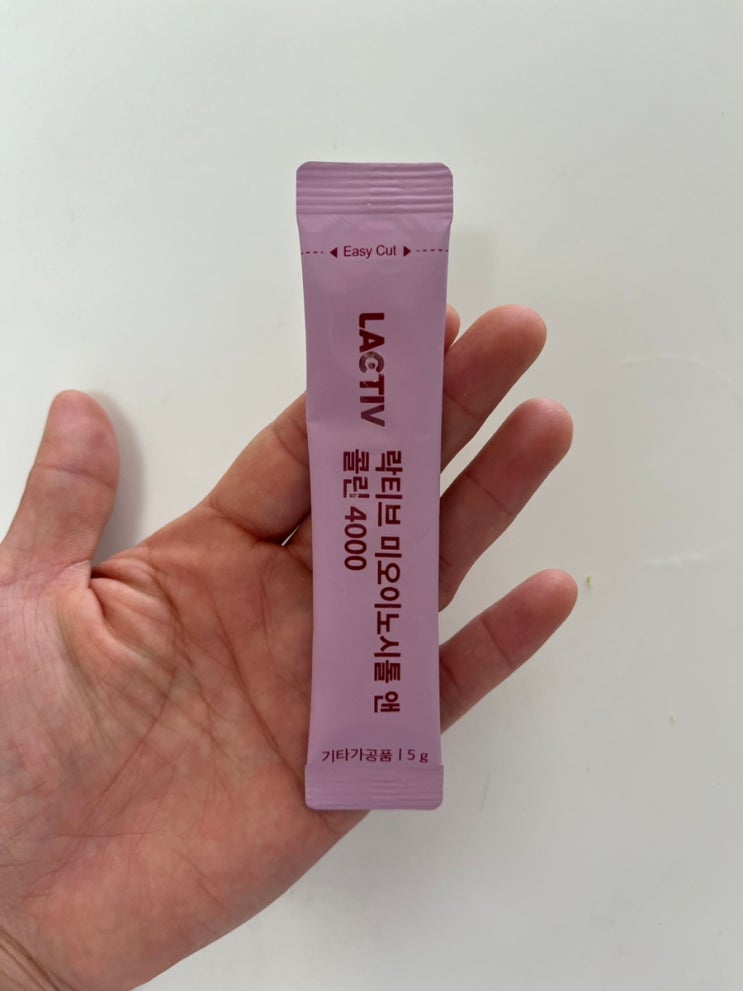 Easy Cut
LACTIV
락티브 미오이노시톨 앤
콜린 4000
기타가공품 | 5 g